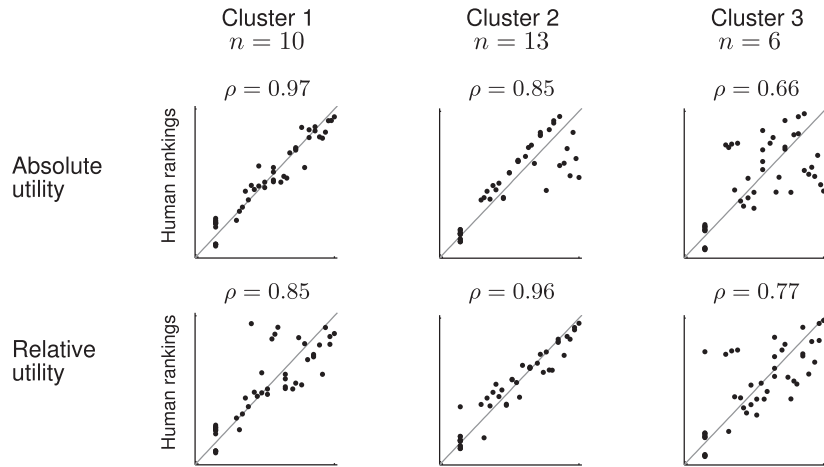 Cluster 1
n = 10
Cluster 2
n = 13
Cluster 3
n = 6
ρ = 0.97
ρ = 0.85
ρ = 0.66
Absolute
utility
Human rankings
ρ = 0.85
ρ = 0.96
ρ = 0.77
Relative
utility
Human rankings